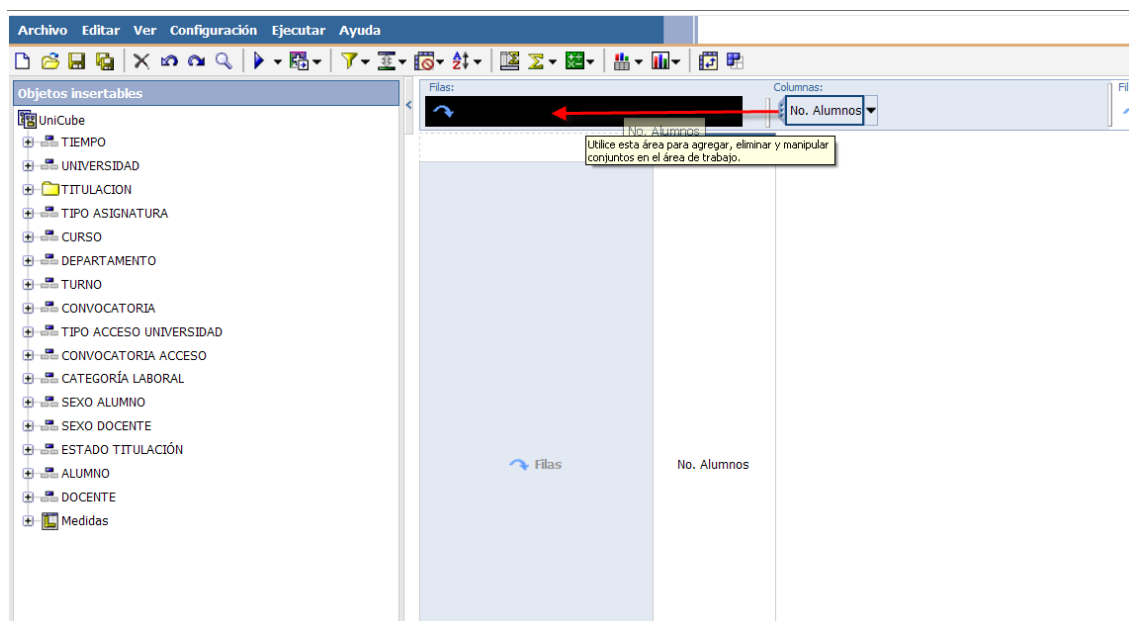 Archivo Editar Ver Configuración Ejecutar Ayuda
Objetos insertables
UniCube
TIEMPO
UNIVERSIDAD
TITULACION
TIPO ASIGNATURA
CURSO
DEPARTAMENTO
TURNO
CONVOCATORIA
TIPO ACCESO UNIVERSIDAD
CONVOCATORIA ACCESO
CATEGORÍA LABORAL
SEXO ALUMNO
SEXO DOCENTE
ESTADO TITULACIÓN
ALUMNO
DOCENTE
Medidas
Filas:
Columnas:
Fil
No. Alumnos
No. Alumnos
Utilice esta área para agregar, eliminar y manipular
conjuntos en el área de trabajo.
Filas
No. Alumnos